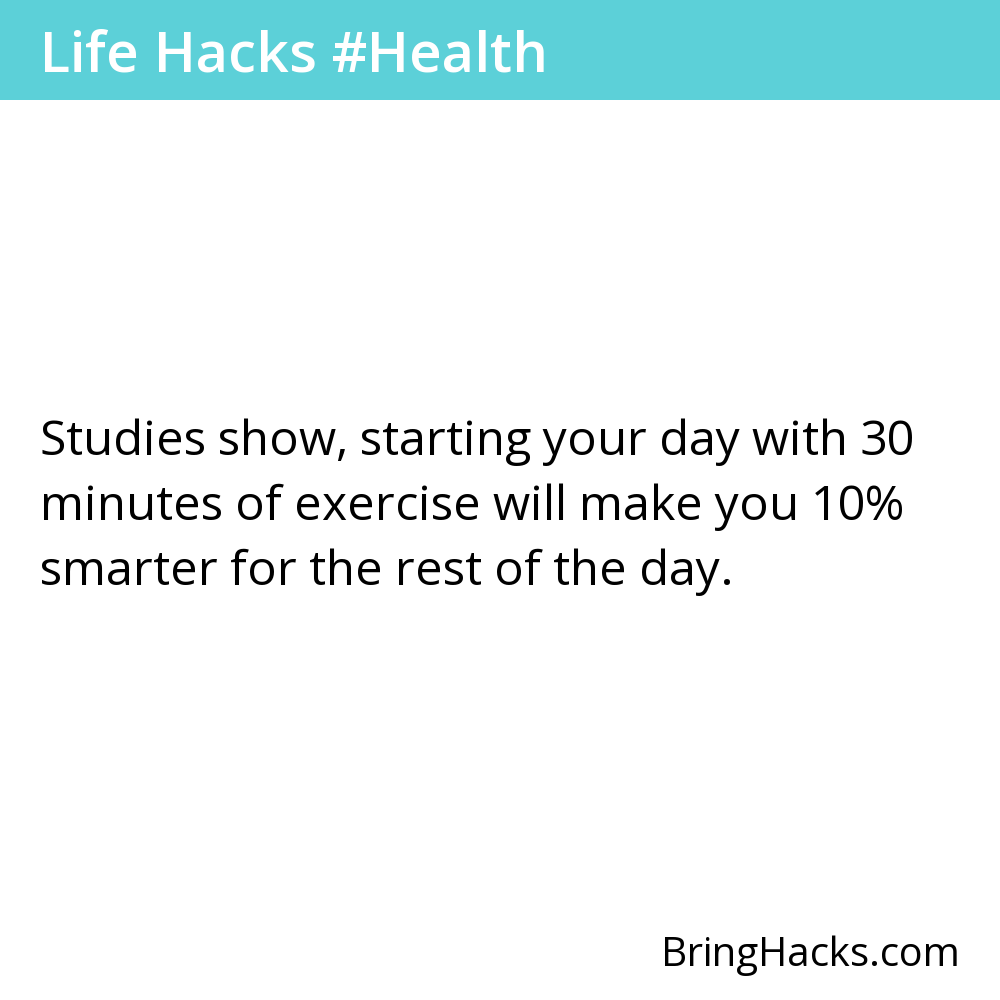 Life Hacks #Health
Studies show, starting your day with 30
minutes of exercise will make you 10%
smarter for the rest of the day.
BringHacks.com